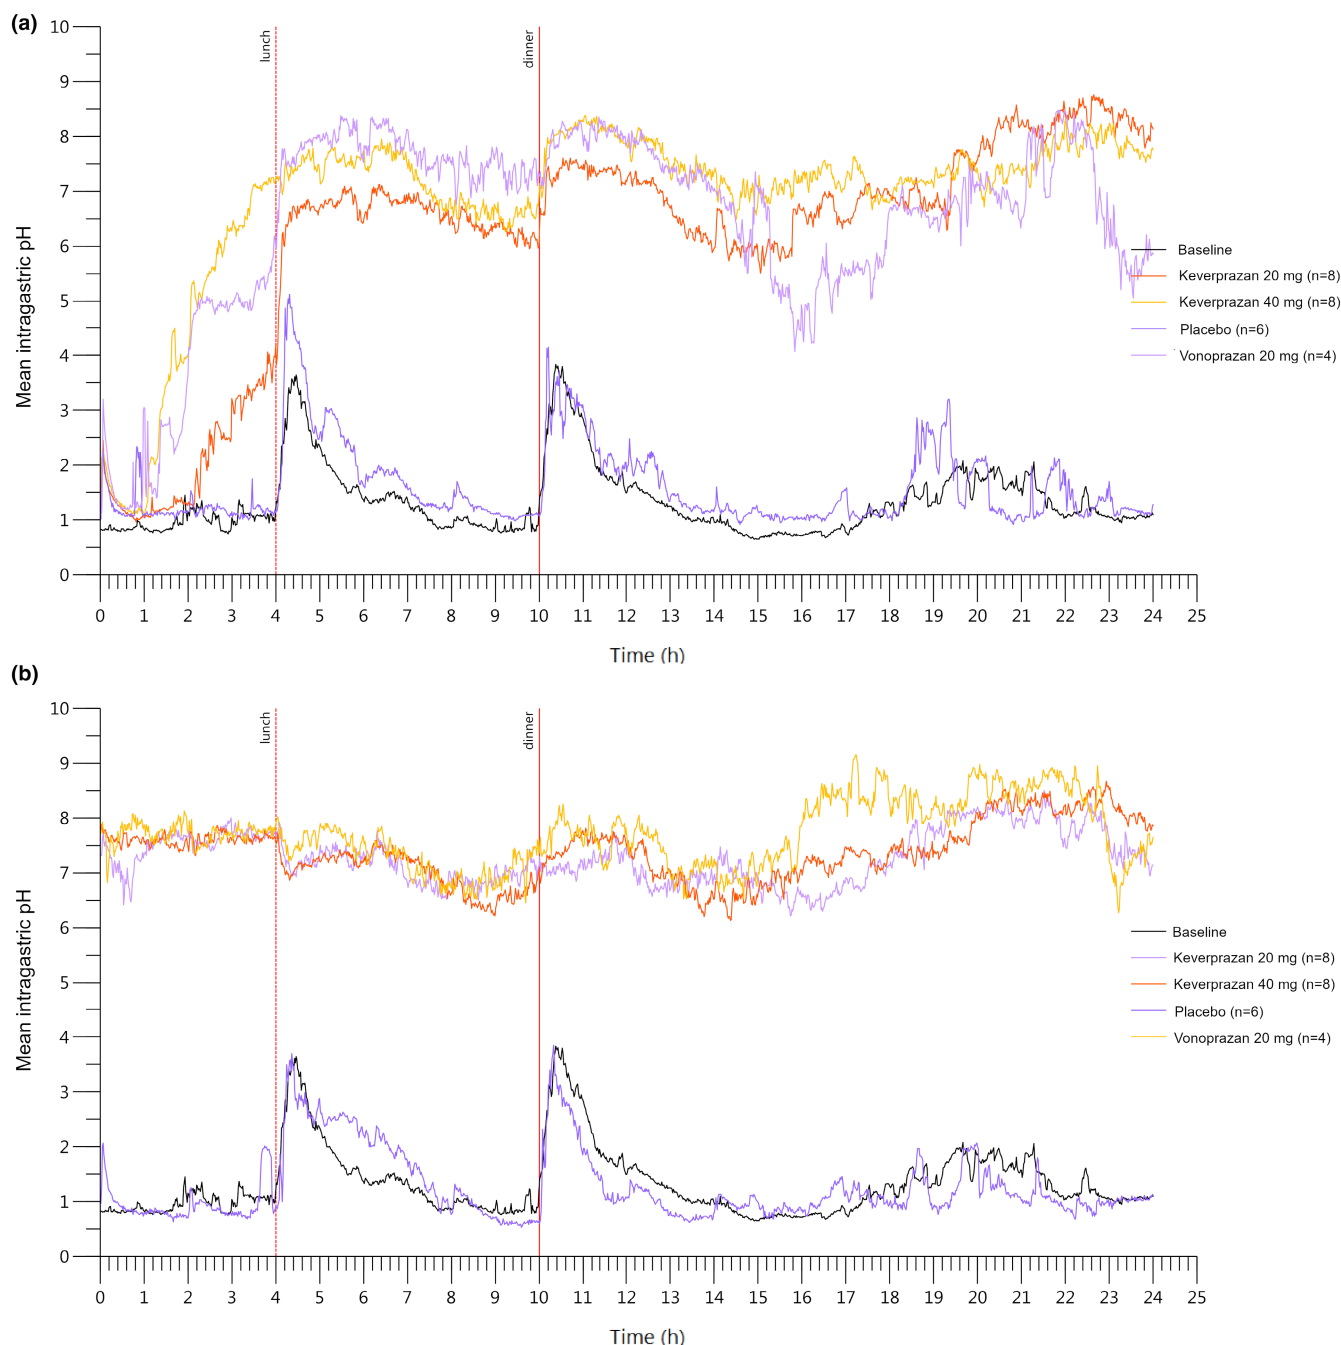 (a)
10
9
8
7
6
5
4
3
2
1
0
Mean intragastric pH
lunch
dinner
Baseline
Keverprazan 20 mg (n=8)
Keverprazan 40 mg (n=8)
Placebo (n=6)
Vonoprazan 20 mg (n=4)
0 1 2 3 4 5 6 7 8 9 10 11 12 13 14 15 16 17 18 19 20 21 22 23 24 25
Time (h)
(b)
10
9
8
7
6
5
4
3
2
1
0
Mean intragastric pH
lunch
dinner
Baseline
Keverprazan 20 mg (n=8)
Keverprazan 40 mg (n=8)
Placebo (n=6)
Vonoprazan 20 mg (n=4)
0 1 2 3 4 5 6 7 8 9 10 11 12 13 14 15 16 17 18 19 20 21 22 23 24 25
Time (h)